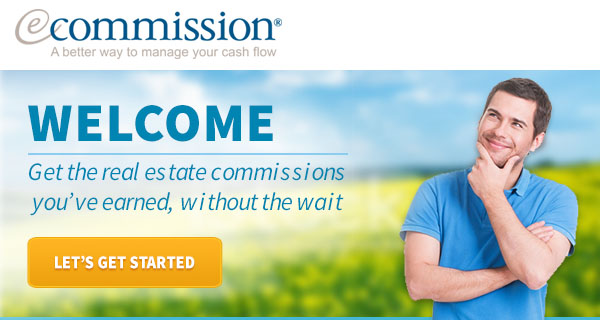 ecommission®
A better way to manage your cash flow
WELCOME
Get the real estate commissions
you've earned, without the wait
LET'S GET STARTED